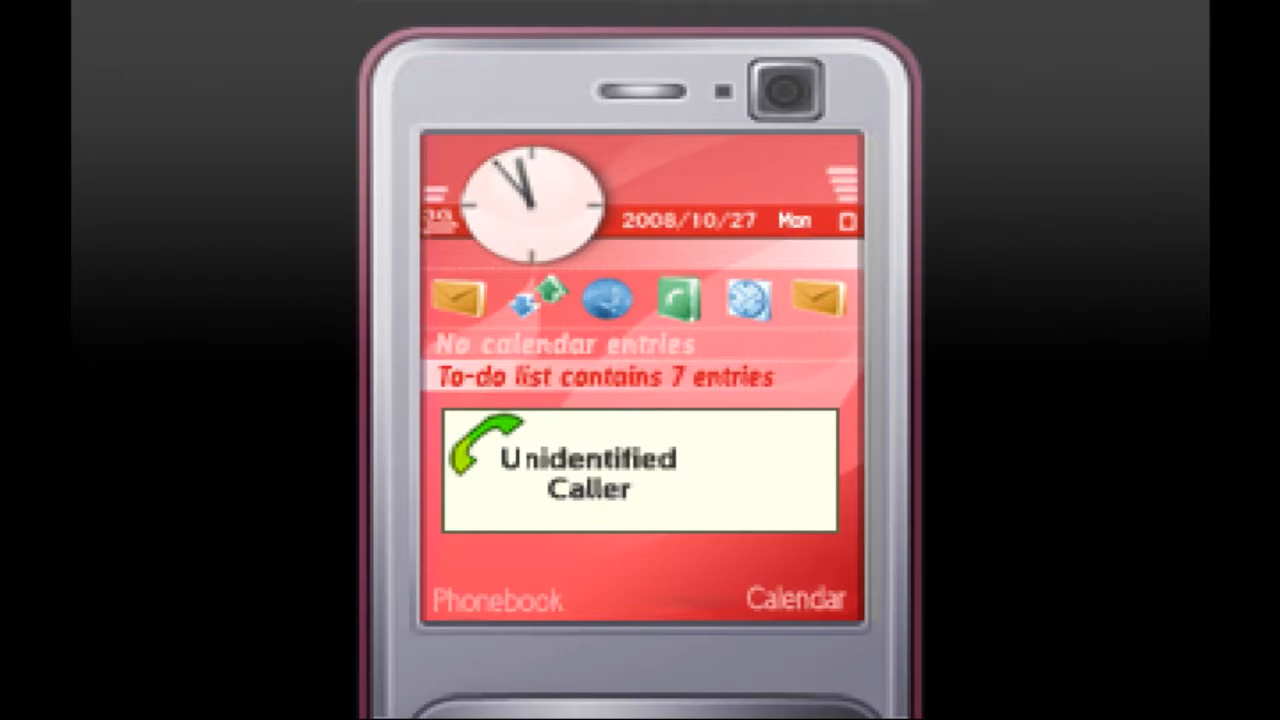 2008/10/27 Mon
No calendar entries
To-do list contains 7 entries
Unidentified
Caller
Phonebook
Calendar